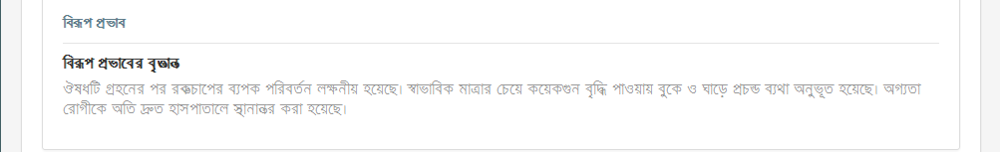 বিরূপ প্রভাব
বিরূপ প্রভাবের বৃত্তান্ত
ঔষধটি গ্রহনের পর রক্তচাপের ব্যপক পরিবর্তন লক্ষনীয় হয়েছে। স্বাভাবিক মাত্রার চেয়ে কয়েকগুন বৃদ্ধি পাওয়ায় বুকে ও ঘাড়ে প্রচন্ড ব্যথা অনুভূত হয়েছে। অগ্যতা
রোগীকে অতি দ্রুত হাসপাতালে স্থানান্তর করা হয়েছে।